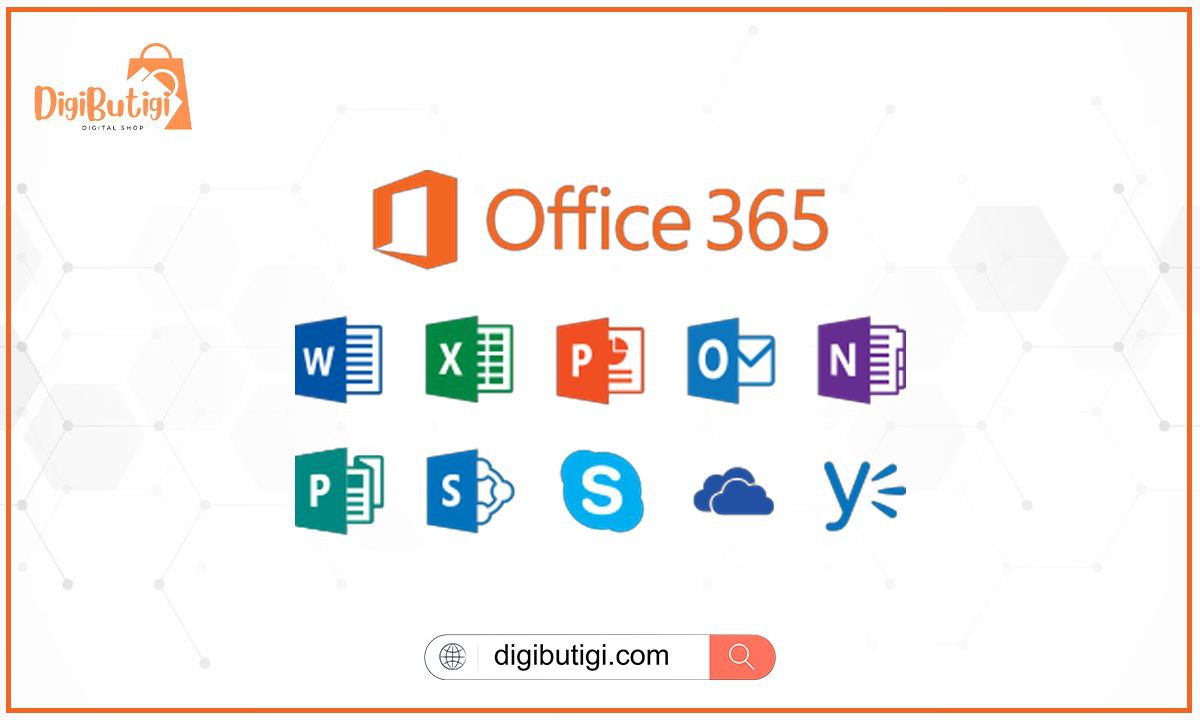 DigiButigi
DIGITAL SHOP
Office 365
W X P O N
P S S y
digibutigi.com